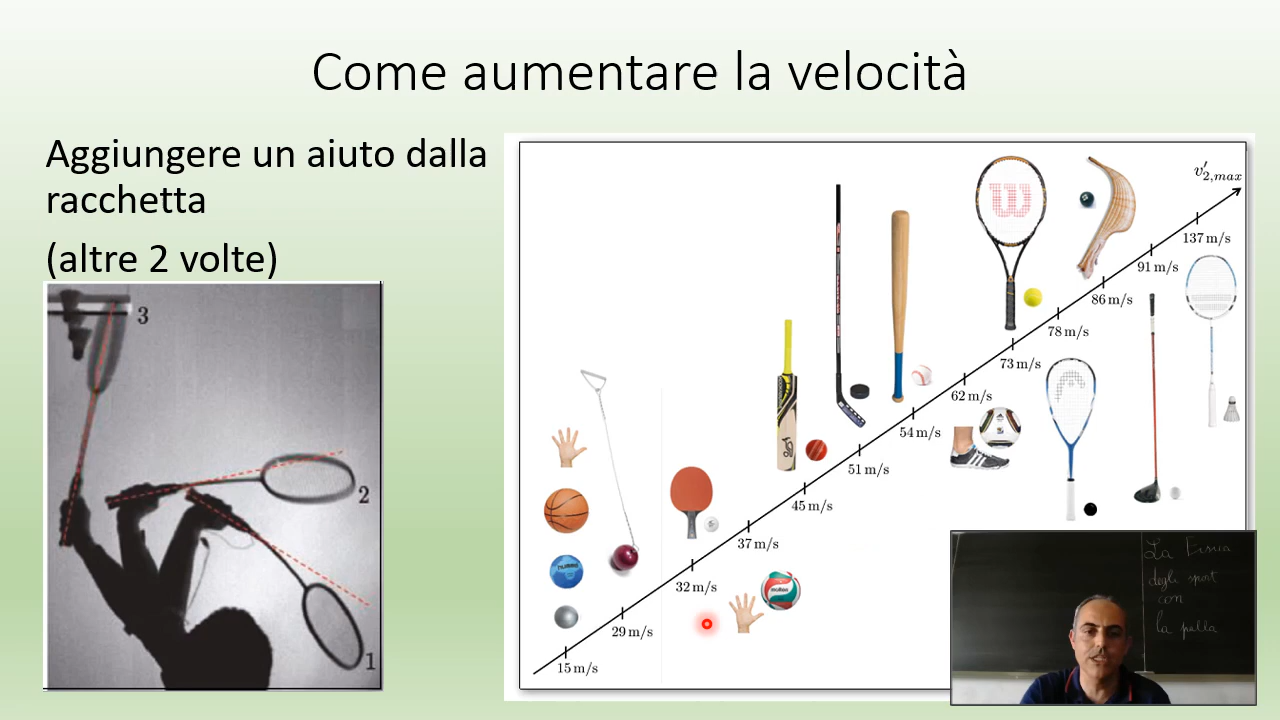 Come aumentare la velocità
Aggiungere un aiuto dalla
racchetta
(altre 2 volte)
3
2
1
v′2,max
137 m/s
91 m/s
86 m/s
78 m/s
73 m/s
62 m/s
54 m/s
51 m/s
45 m/s
37 m/s
32 m/s
29 m/s
15 m/s
molten
La Fisica
degli sport
con
la palla